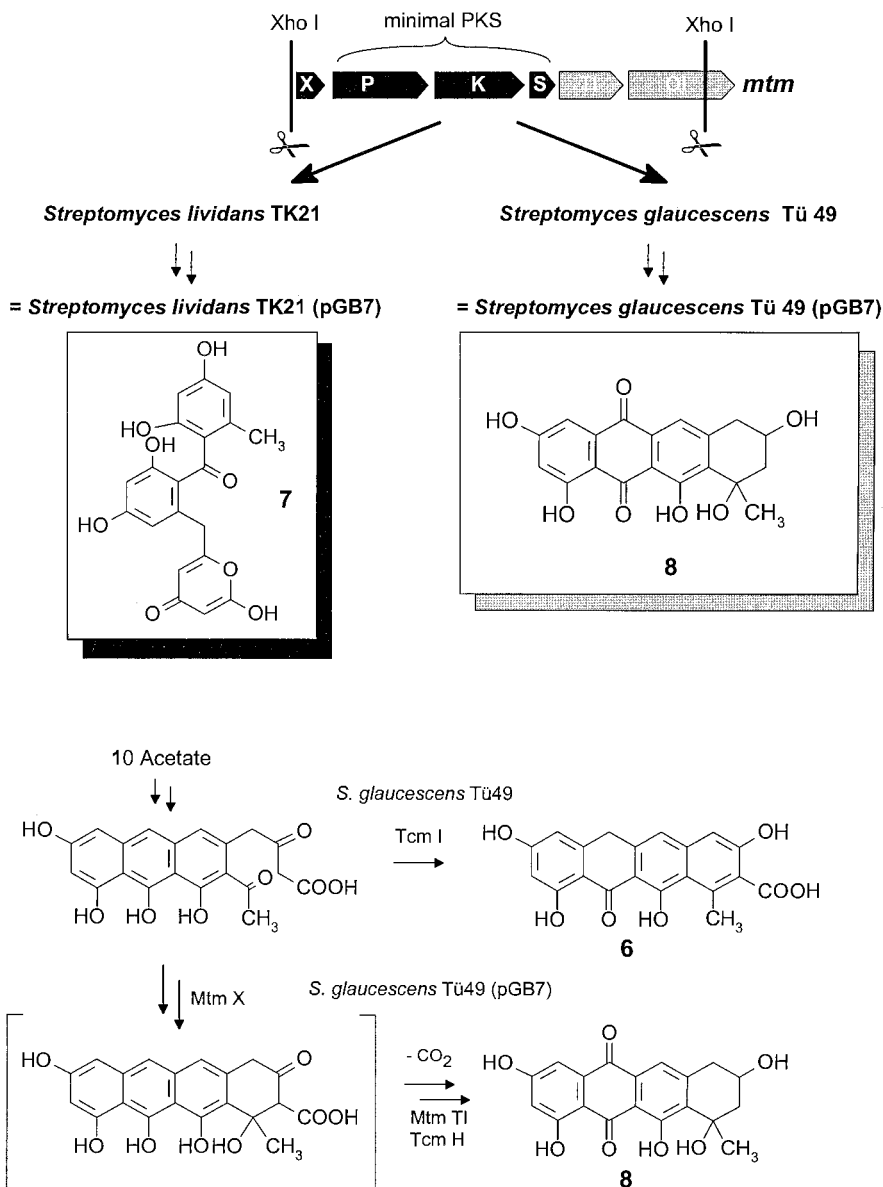 Xho I
minimal PKS
Xho I
X P K S mtm
Streptomyces lividans TK21
Streptomyces glaucescens Tü 49
= Streptomyces lividans TK21 (pGB7)
= Streptomyces glaucescens Tü 49 (pGB7)
OH
HO
CH3
OH
O
HO
7
O
O
OH
O
OH
HO
OH
O
OH
HO
CH3
8
10 Acetate
S. glaucescens Tü49
HO
O
Tcm I
HO
OH
O
COOH
COOH
HO
HO
HO
CH3
HO
O
HO
CH3
6
S. glaucescens Tü49 (pGB7)
Mtm X
HO
O
- CO2
HO
O
OH
COOH
Mtm TI
HO
HO
HO
HO
CH3
Tcm H
HO
O
HO
HO
CH3
8